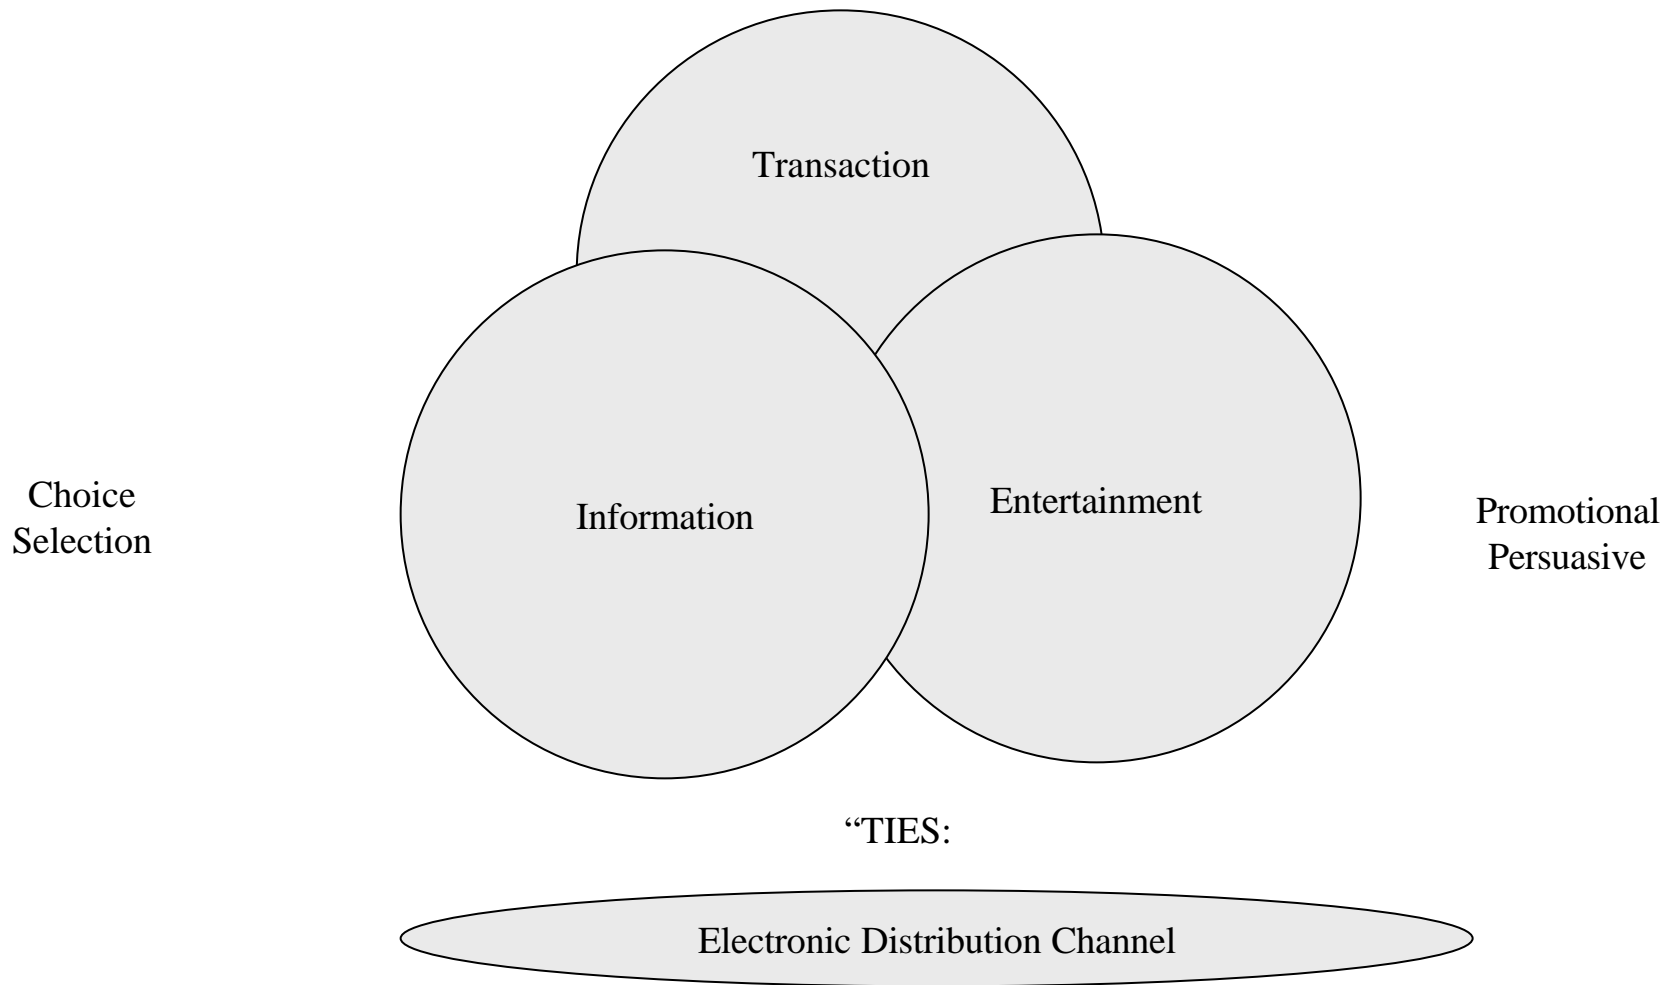 Transaction
Choice
Selection
Information
Entertainment
Promotional
Persuasive
“TIES:
Electronic Distribution Channel